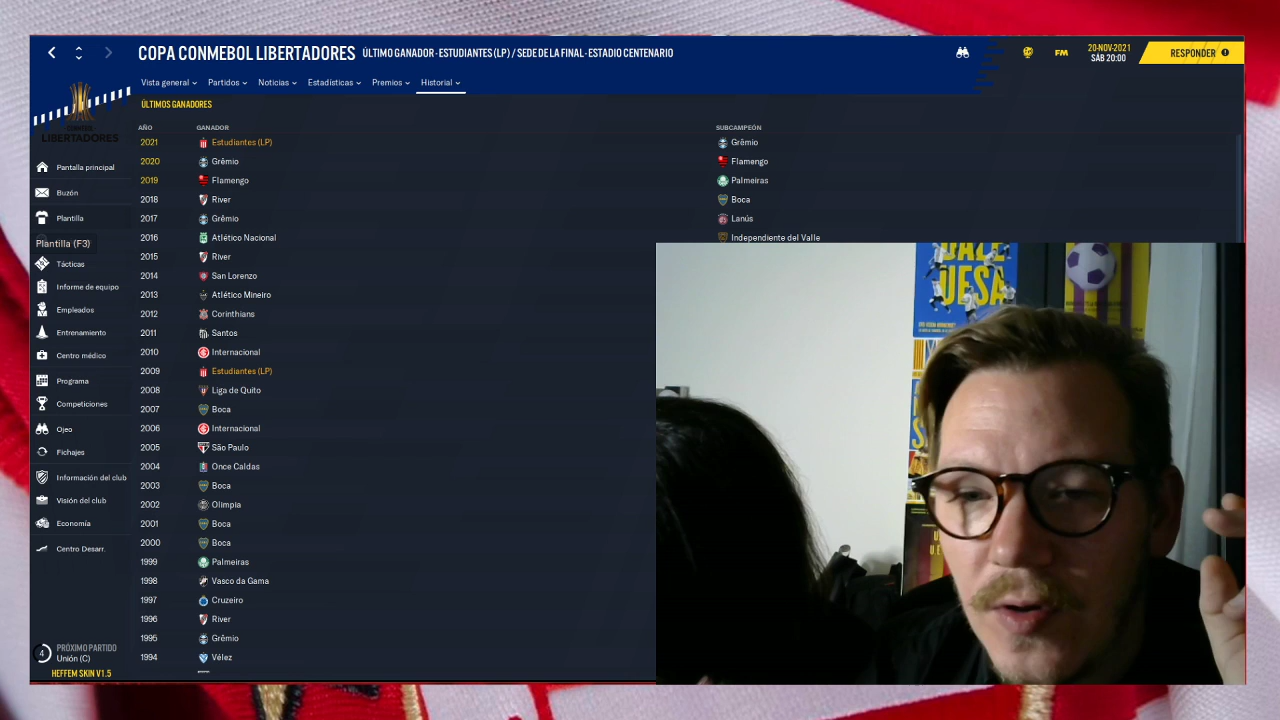 COPA CONMEBOL LIBERTADORES ÚLTIMO GANADOR - ESTUDIANTES (LP) / SEDE DE LA FINAL - ESTADIO CENTENARIO
FM
20-NOV-2021
SÁB 20:00
RESPONDER
Vista general Partidos Noticias Estadísticas Premios Historial
ÚLTIMOS GANADORES
LIBERTADORES
AÑO GANADOR SUBCAMPEÓN
2021 Estudiantes (LP) Grêmio
2020 Grêmio Flamengo
2019 Flamengo Palmeiras
2018 River Boca
2017 Grêmio Lanús
2016 Atlético Nacional Independiente del Valle
2015 River
2014 San Lorenzo
2013 Atlético Mineiro
2012 Corinthians
2011 Santos
2010 Internacional
2009 Estudiantes (LP)
2008 Liga de Quito
2007 Boca
2006 Internacional
2005 São Paulo
2004 Once Caldas
2003 Boca
2002 Olimpia
2001 Boca
2000 Boca
1999 Palmeiras
1998 Vasco da Gama
1997 Cruzeiro
1996 River
1995 Grêmio
1994 Vélez
Pantalla principal
Buzón
Plantilla
Plantilla (F3)
Tácticas
Informe de equipo
Empleados
Entrenamiento
Centro médico
Programa
Competiciones
Ojeo
Fichajes
Información del club
Visión del club
Economía
Centro Desarr.
4
PRÓXIMO PARTIDO
Unión (C)
HEFFEM SKIN V1.5